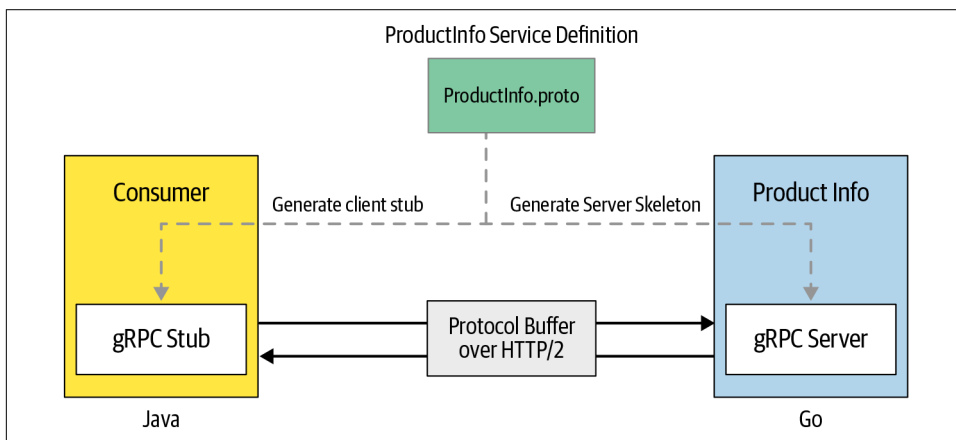 ProductInfo Service Definition
ProductInfo.proto
Consumer
Product Info
Generate client stub
Generate Server Skeleton
gRPC Stub
Protocol Buffer
over HTTP/2
gRPC Server
Java
Go